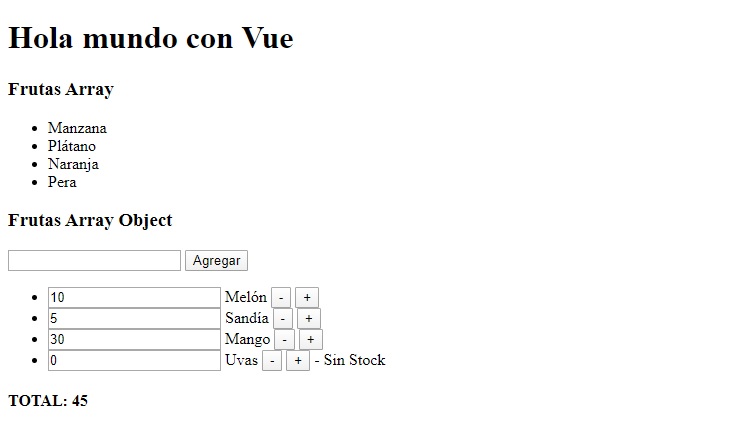 Hola mundo con Vue
Frutas Array
Manzana
Plátano
Naranja
Pera
Frutas Array Object
Agregar
10 Melón - +
5 Sandía - +
30 Mango - +
0 Uvas - + - Sin Stock
TOTAL: 45